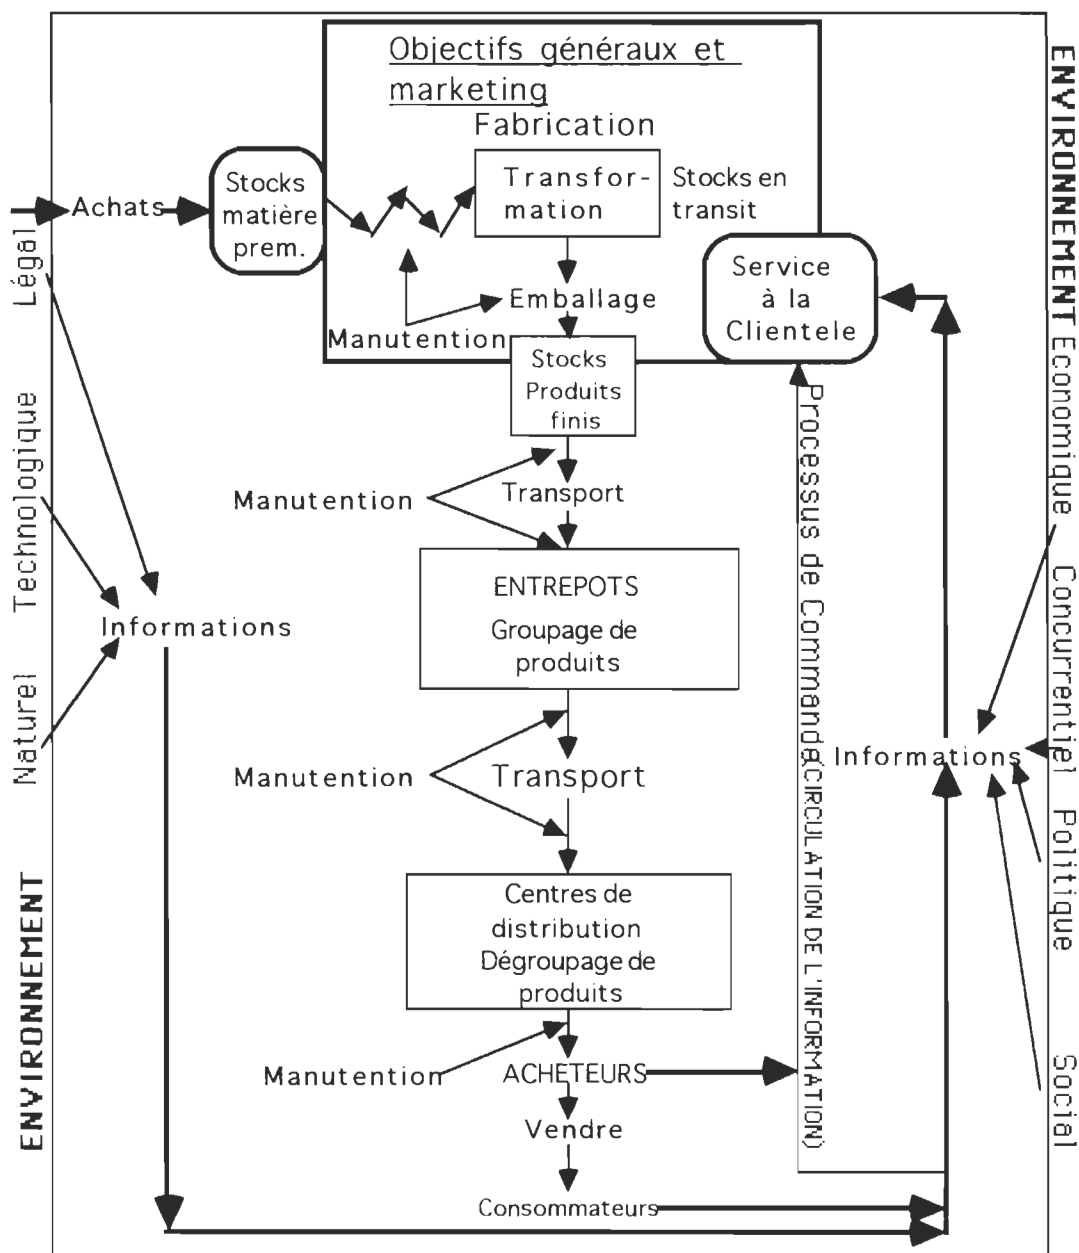 Objectifs généraux et
marketing
Fabrication
Transfor-
mation
Stocks en
transit
Stocks
matière
prem.
Achats
Service
à la
Clientele
Emballage
Manutention
Stocks
Produits
finis
Manutention
Transport
ENTREPOTS
Groupage de
produits
Informations
Manutention
Transport
Informations
Centres de
distribution
Dégroupage de
produits
Manutention
ACHETEURS
Vendre
Consommateurs
Processus de Commande(CIRCULATION DE L'INFORMATION)
Légal
Technologique
Naturel
ENVIRONNEMENT
ENVIRONNEMENT
Economique
Concurrentiel
Politique
Social